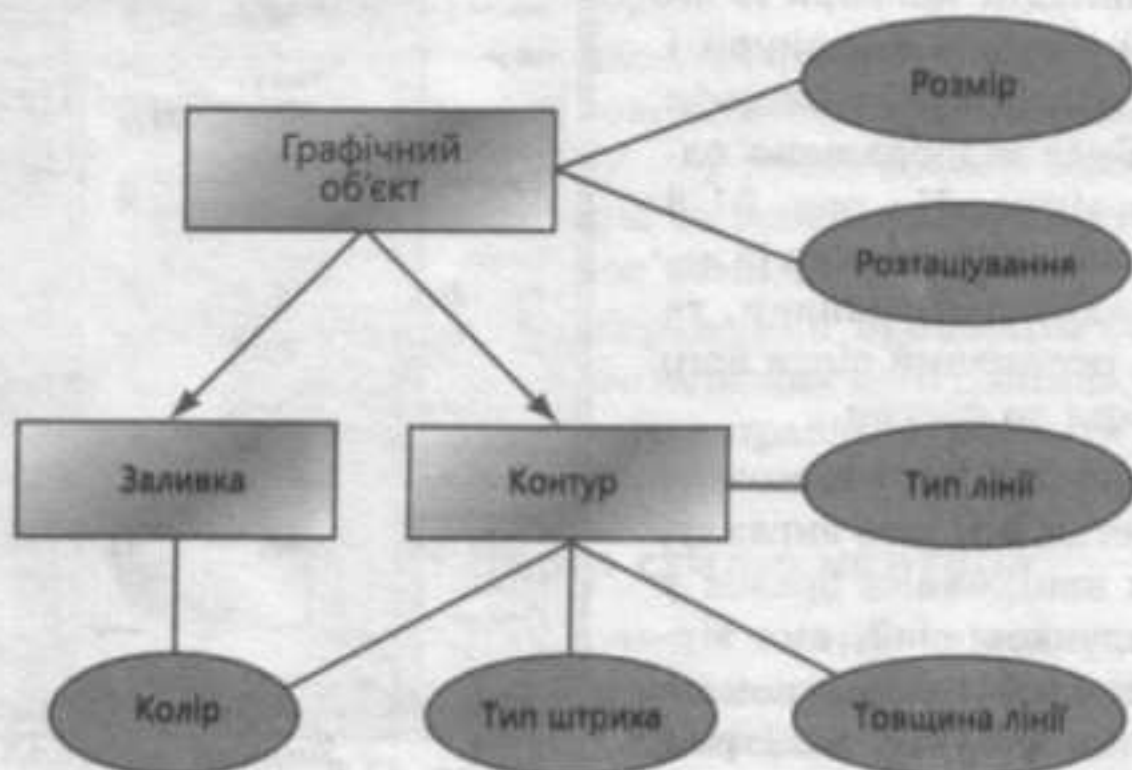 Розмір
Графічний
об'єкт
Розташування
Заливка
Контур
Тип лінії
Колір
Тип штриха
Товщина лінії